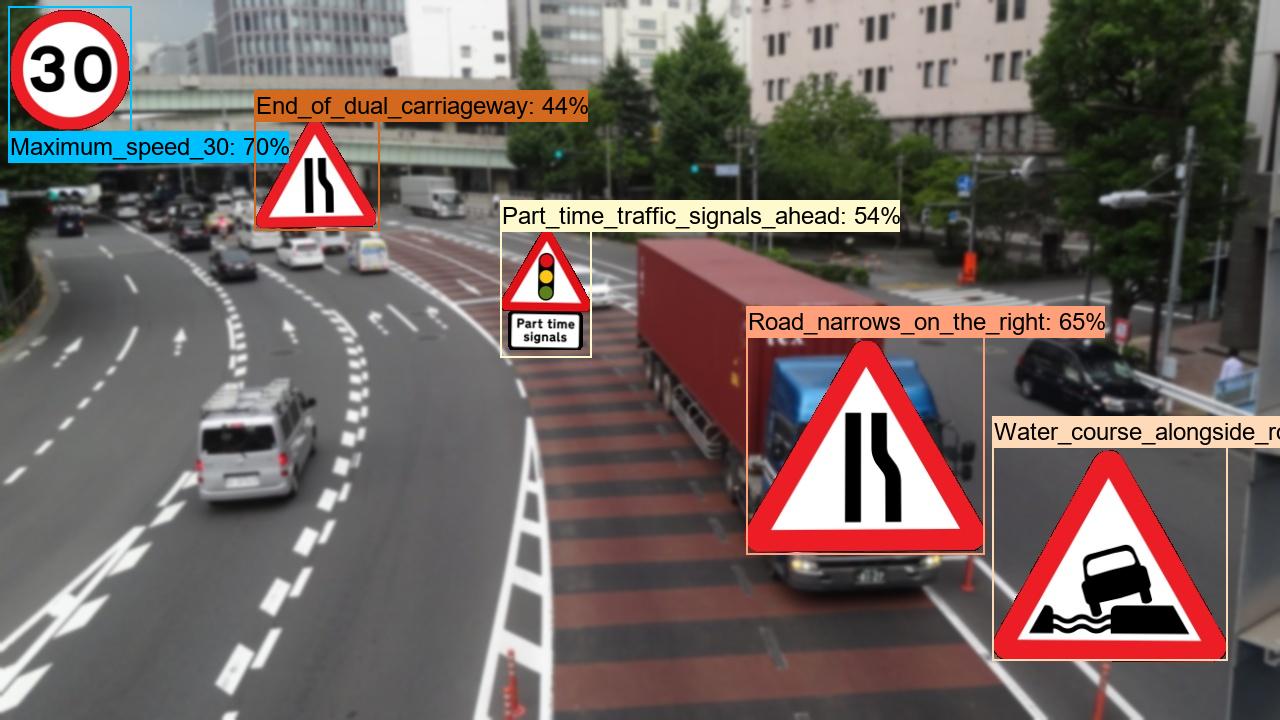 30
End_of_dual_carriageway: 44%
Maximum_speed_30: 70%
Part_time_traffic_signals_ahead: 54%
Part time
signals
Road_narrows_on_the_right: 65%
Water_course_alongside_ro